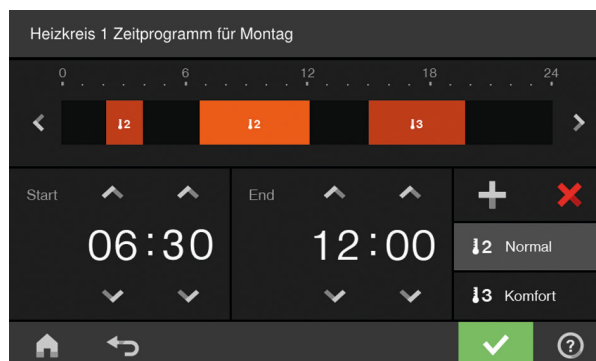 Heizkreis 1 Zeitprogramm für Montag
0 6 12 18 24
2 2 3
Start 06:30 End 12:00
2 Normal
3 Komfort
?